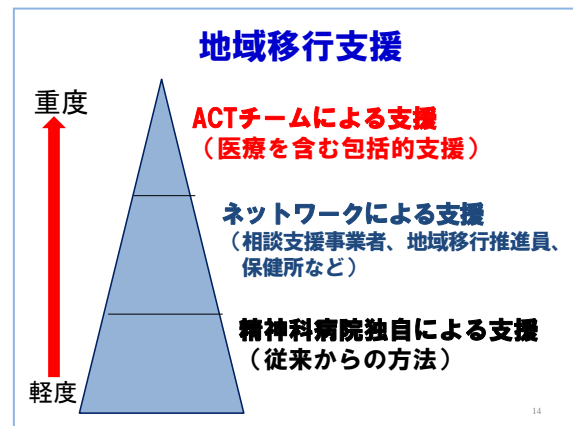 地域移行支援
重度
ACTチームによる支援
（医療を含む包括的支援）
ネットワークによる支援
（相談支援事業者、地域移行推進員、
保健所など）
精神科病院独自による支援
（従来からの方法）
軽度
14